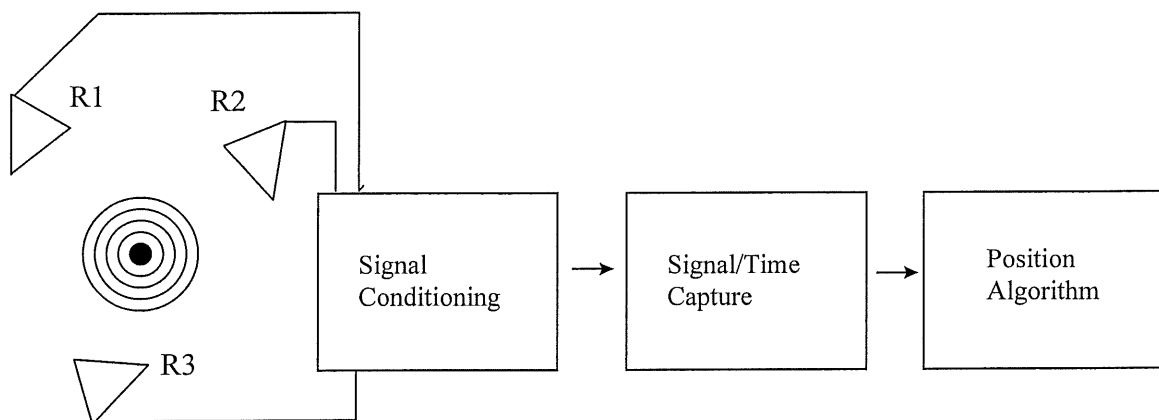 R1
R2
R3
Signal
Conditioning
Signal/Time
Capture
Position
Algorithm